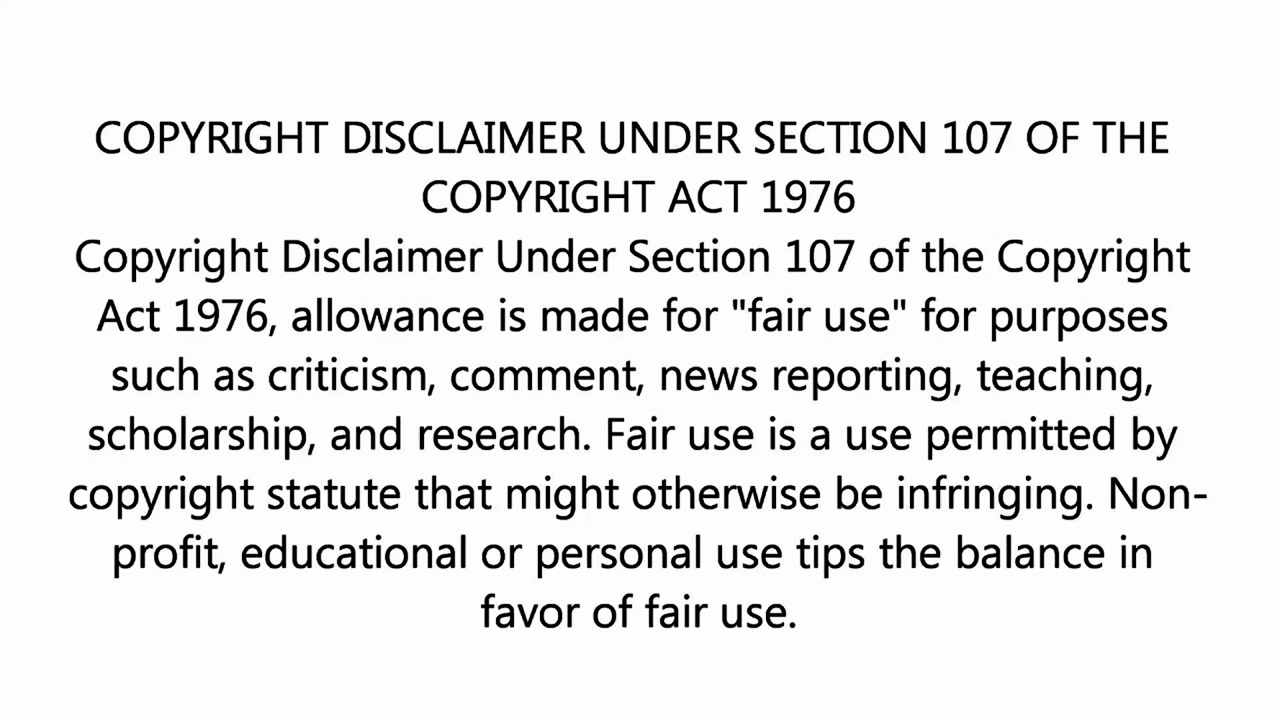 COPYRIGHT DISCLAIMER UNDER SECTION 107 OF THE
COPYRIGHT ACT 1976
Copyright Disclaimer Under Section 107 of the Copyright
Act 1976, allowance is made for "fair use" for purposes
such as criticism, comment, news reporting, teaching,
scholarship, and research. Fair use is a use permitted by
copyright statute that might otherwise be infringing. Non-
profit, educational or personal use tips the balance in
favor of fair use.